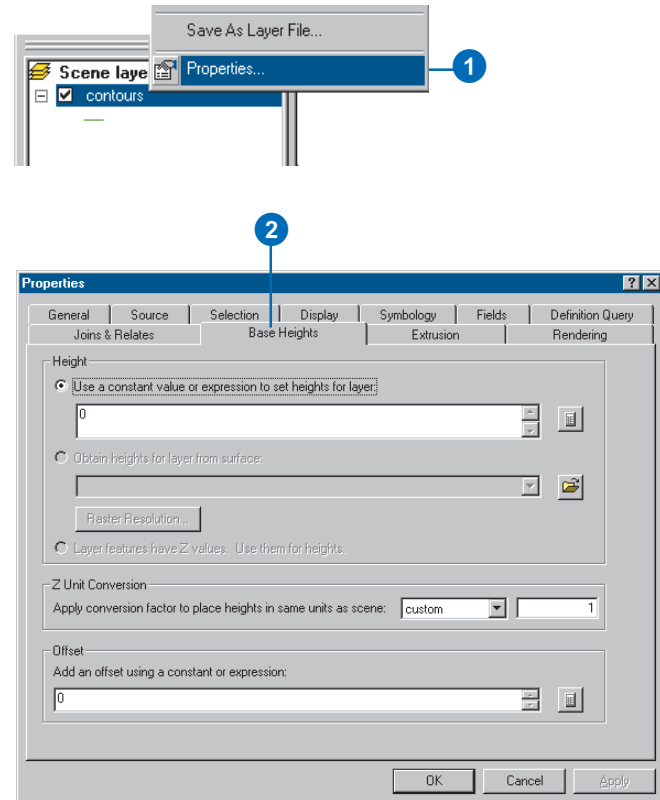 Save As Layer File...
Properties...
1
Scene laye
contours
2
Properties
General Source Selection Display Symbology Fields Definition Query
Joins & Relates Base Heights Extrusion Rendering
Height
Use a constant value or expression to set heights for layer:
0
Obtain heights for layer from surface:
Raster Resolution...
Layer features have Z values. Use them for heights.
Z Unit Conversion
Apply conversion factor to place heights in same units as scene: custom 1
Offset
Add an offset using a constant or expression:
0
OK Cancel Apply